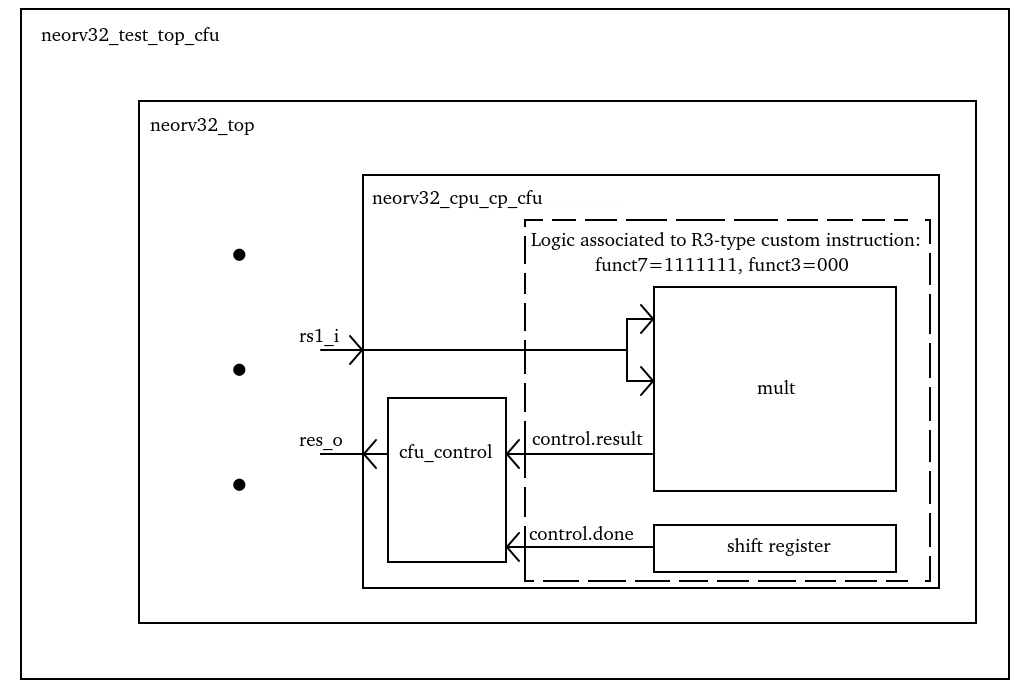 neorv32_test_top_cfu
neorv32_top
neorv32_cpu_cp_cfu
Logic associated to R3-type custom instruction:
funct7=1111111, funct3=000
rs1_i
mult
res_o
cfu_control
control.result
control.done
shift register